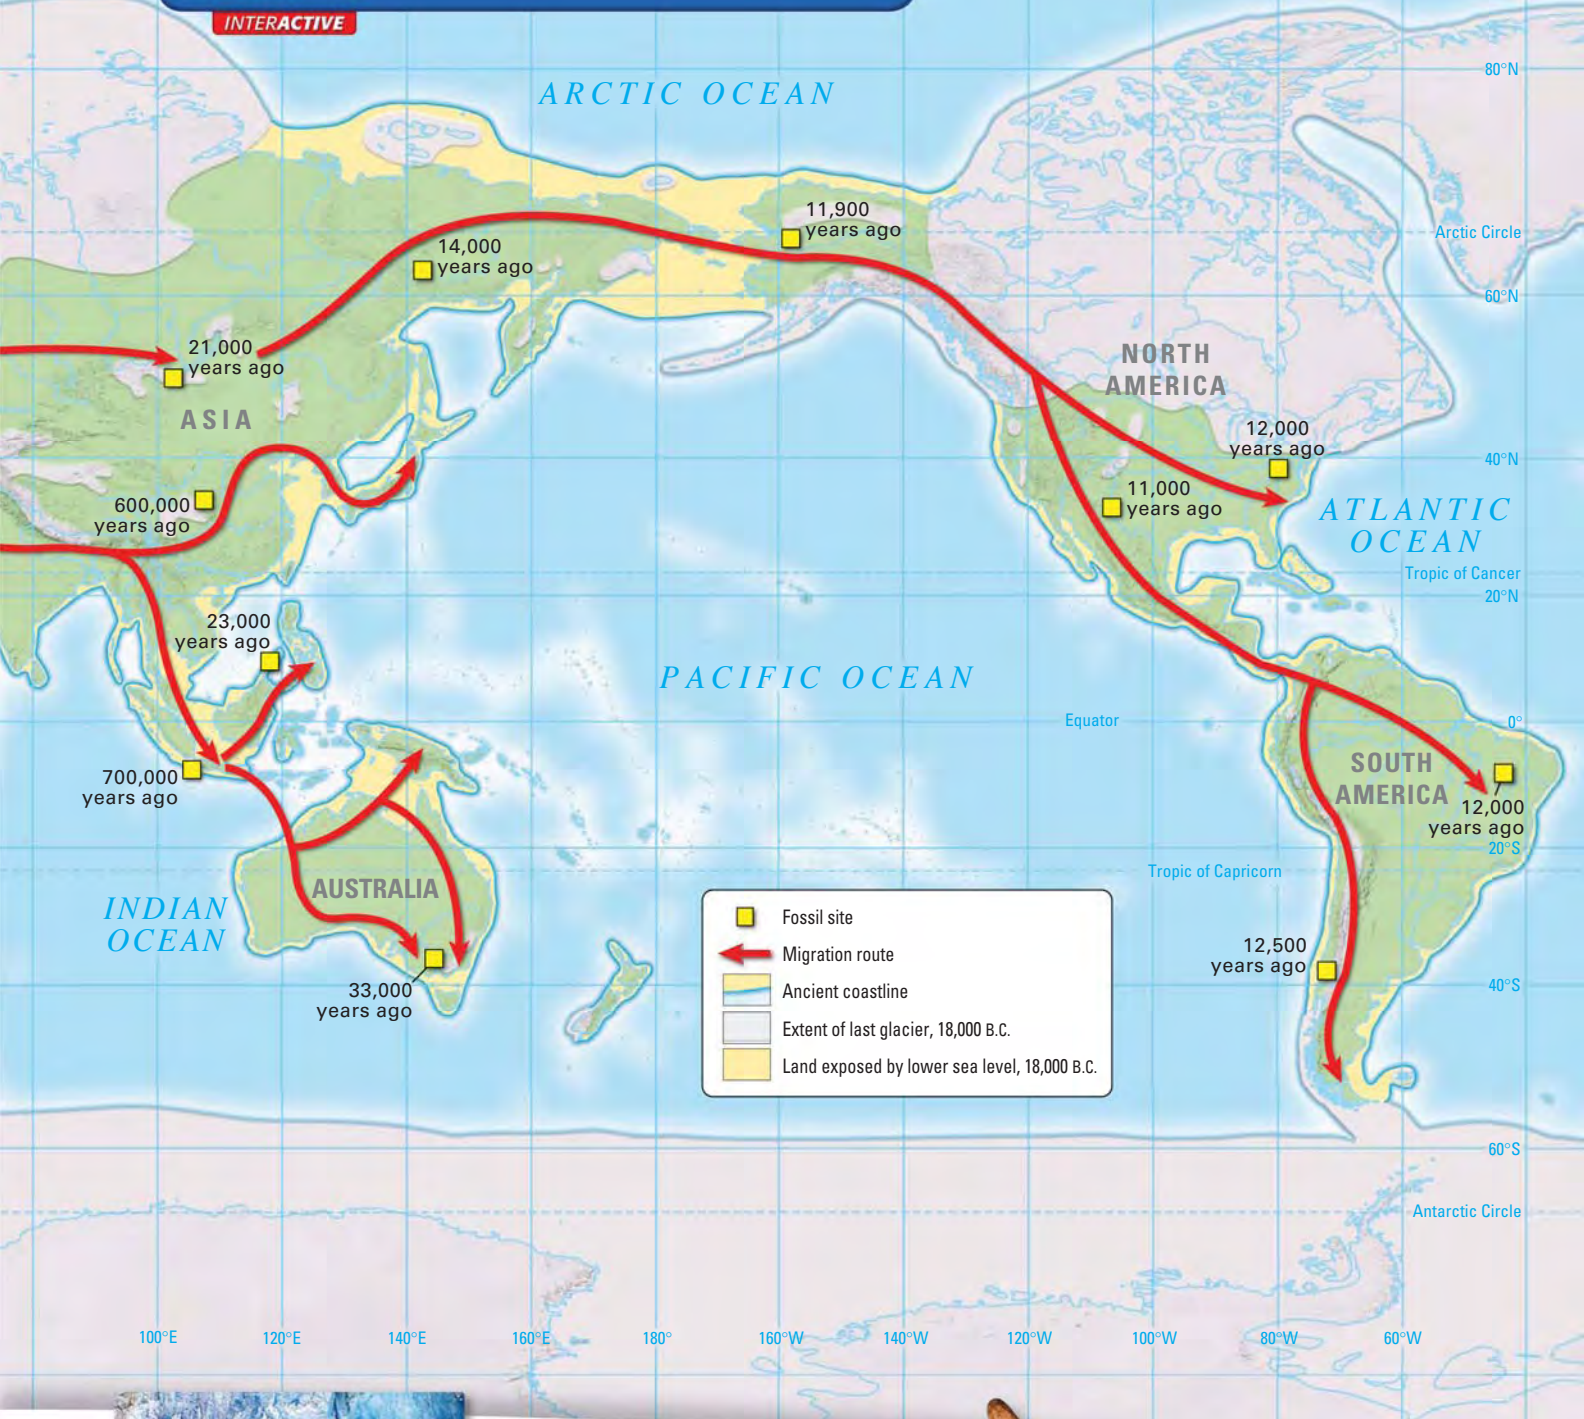 INTERACTIVE
ARCTIC OCEAN
80°N
11,900
years ago
14,000
years ago
Arctic Circle
60°N
21,000
years ago
NORTH
AMERICA
ASIA
12,000
years ago
40°N
600,000
years ago
11,000
years ago
ATLANTIC
OCEAN
Tropic of Cancer
20°N
23,000
years ago
PACIFIC OCEAN
Equator
0°
700,000
years ago
SOUTH
AMERICA
12,000
years ago
20°S
Tropic of Capricorn
AUSTRALIA
INDIAN
OCEAN
Fossil site
Migration route
Ancient coastline
Extent of last glacier, 18,000 B.C.
Land exposed by lower sea level, 18,000 B.C.
12,500
years ago
33,000
years ago
40°S
60°S
Antarctic Circle
100°E 120°E 140°E 160°E 180° 160°W 140°W 120°W 100°W 80°W 60°W